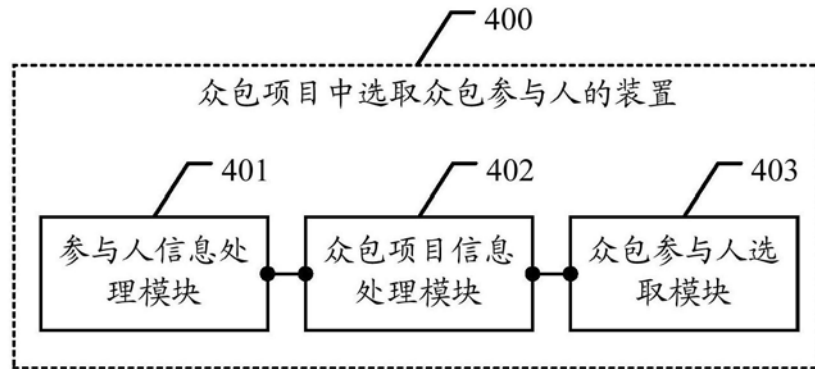 400
众包项目中选取众包参与人的装置
401
402
403
参与人信息处
理模块
众包项目信息
处理模块
众包参与人选
取模块